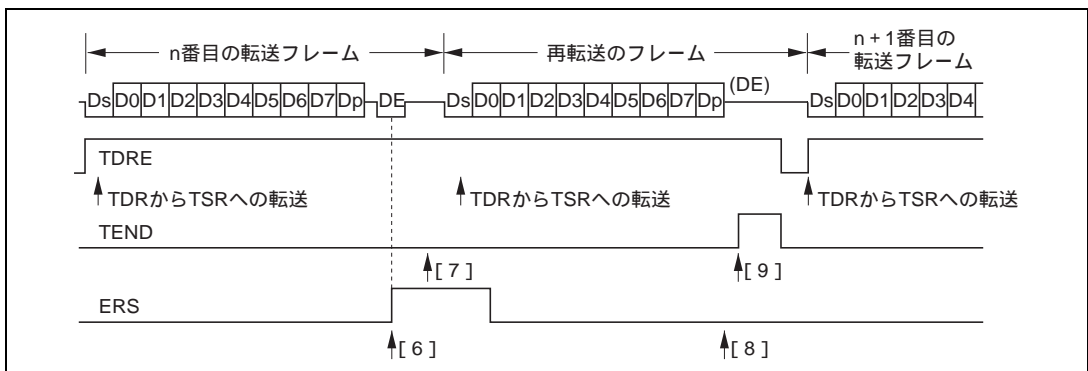 n番目の転送フレーム
再転送のフレーム
n + 1番目の
転送フレーム
Ds D0 D1 D2 D3 D4 D5 D6 D7 Dp DE Ds D0 D1 D2 D3 D4 D5 D6 D7 Dp (DE) Ds D0 D1 D2 D3 D4
TDRE
TDRからTSRへの転送 TDRからTSRへの転送 TDRからTSRへの転送
TEND
[ 7 ] [ 9 ]
ERS
[ 6 ] [ 8 ]